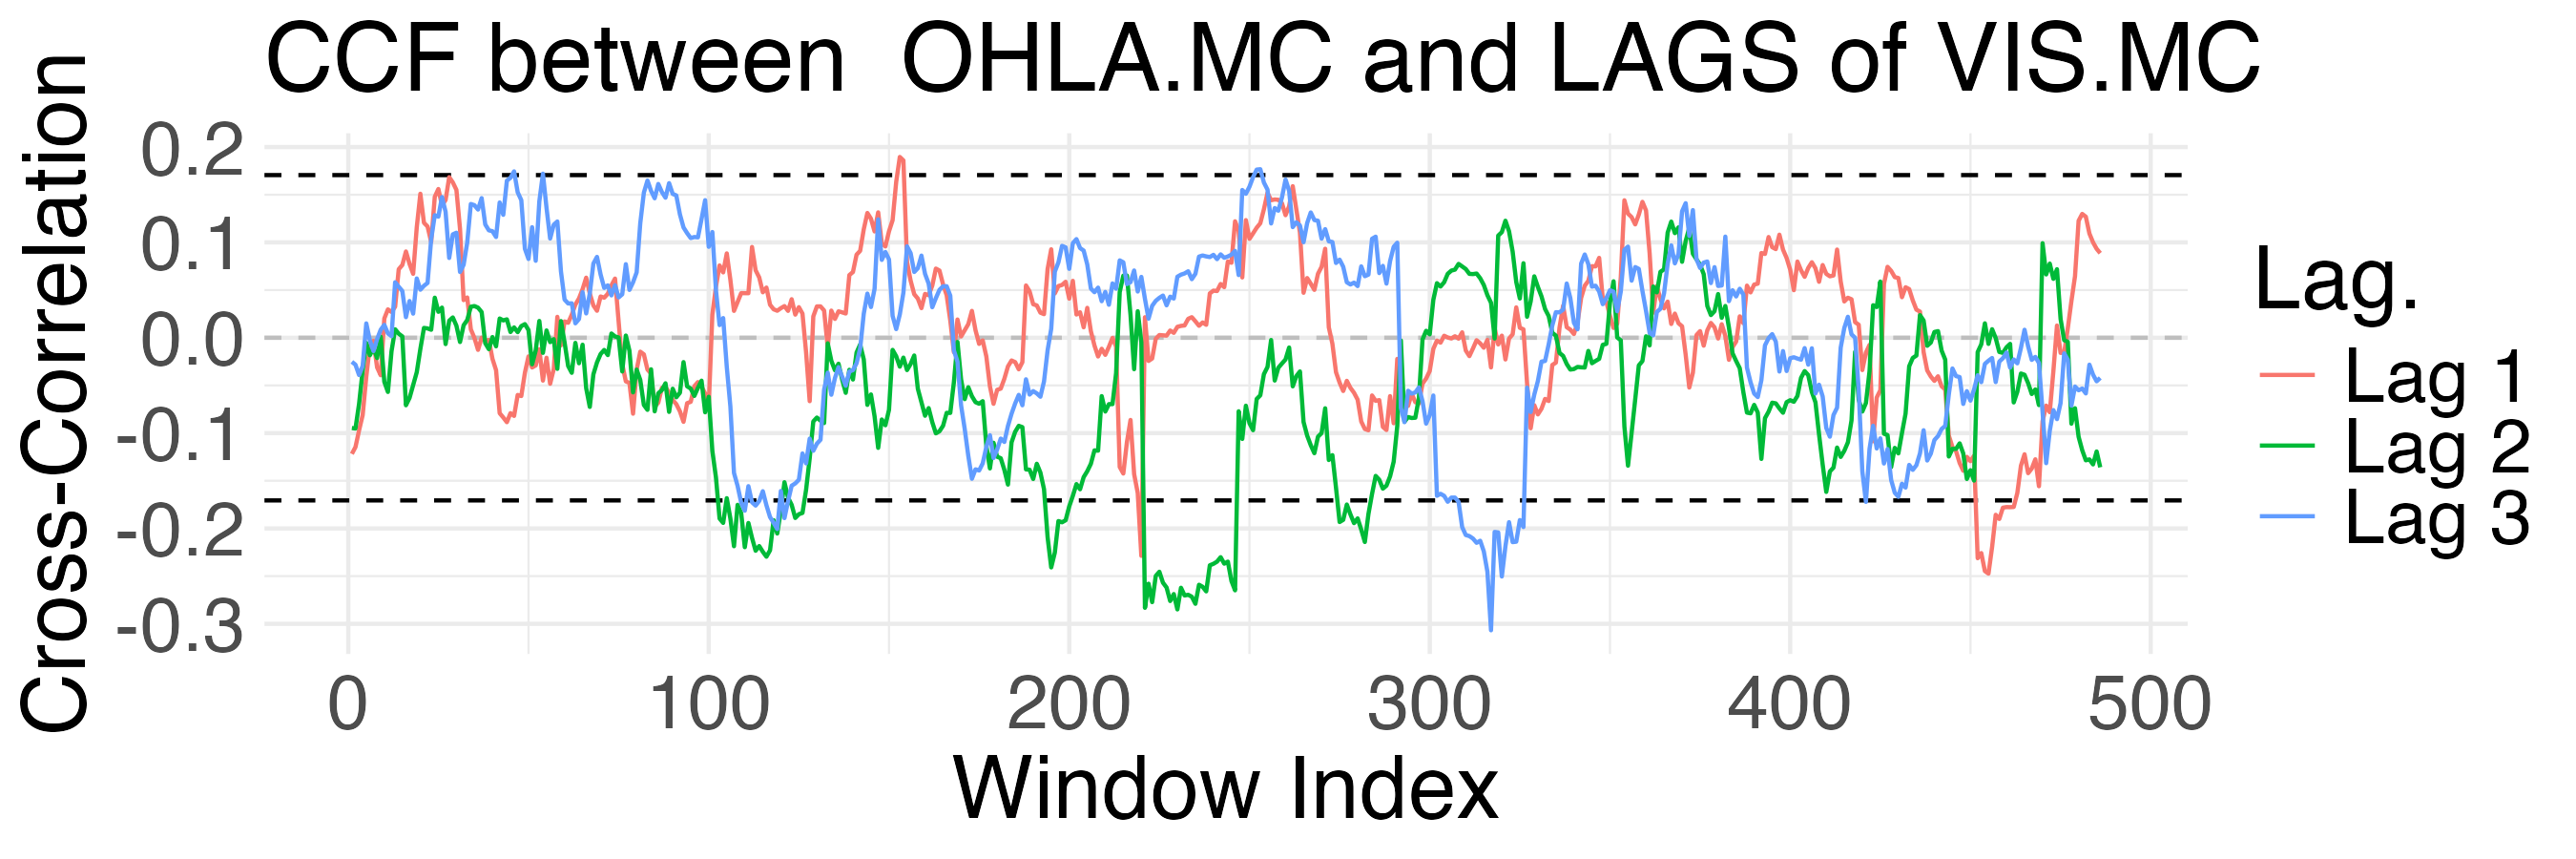 CCF between  OHLA.MC and LAGS of VIS.MC
Cross-Correlation
0.2
0.1
0.0
-0.1
-0.2
-0.3
0 100 200 300 400 500
Window Index
Lag.
Lag 1
Lag 2
Lag 3